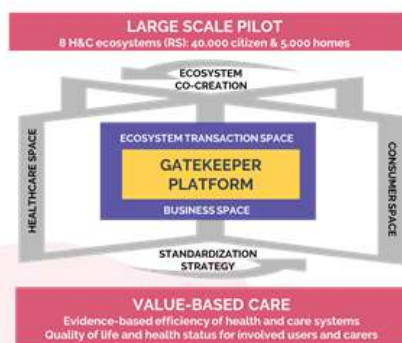 LARGE SCALE PILOT
8 H&C ecosystems (RS): 40.000 citizen & 5.000 homes
ECOSYSTEM
CO-CREATION
HEALTHCARE SPACE
ECOSYSTEM TRANSACTION SPACE
GATEKEEPER
PLATFORM
BUSINESS SPACE
CONSUMER SPACE
STANDARDIZATION
STRATEGY
VALUE-BASED CARE
Evidence-based efficiency of health and care systems
Quality of life and health status for involved users and carers